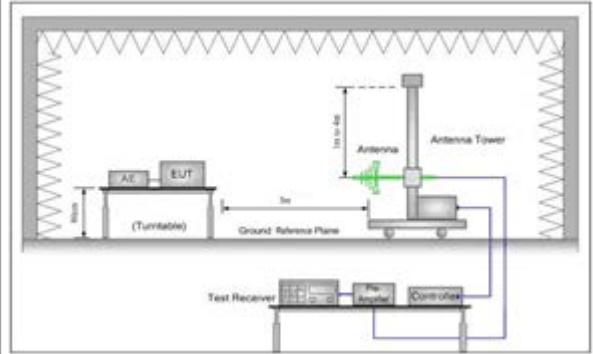 1m to 4m
Antenna Tower
Antenna
AE
EUT
3m
80cm
(Turntable)
Ground Reference Plane
Test Receiver
Pre-
Amplifier
Controller